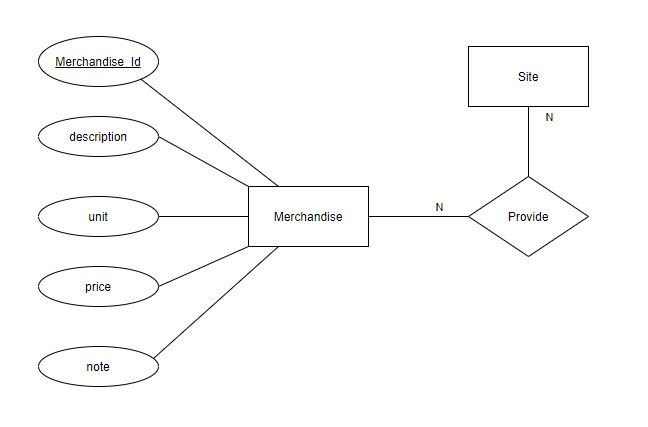 Merchandise_Id
Site
N
description
N
unit
Merchandise
Provide
price
note